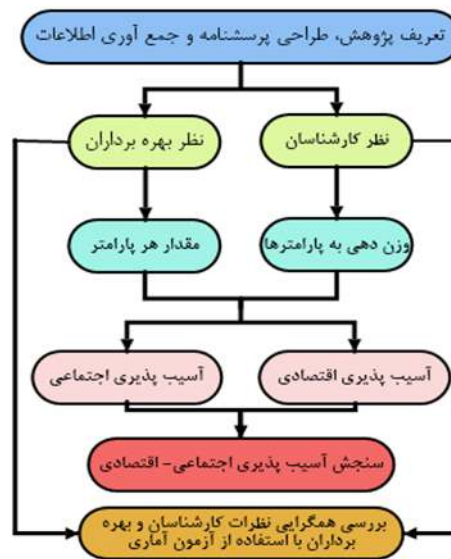 تعریف پژوهش، طراحی پرسشنامه و جمع آوری اطلاعات
نظر کارشناسان
نظر بهره برداران
وزن دهی به پارامترها
مقدار هر پارامتر
آسیب پذیری اقتصادی
آسیب پذیری اجتماعی
سنجش آسیب پذیری اجتماعی- اقتصادی
بررسی همگرایی نظرات کارشناسان و بهره
برداران با استفاده از آزمون آماری